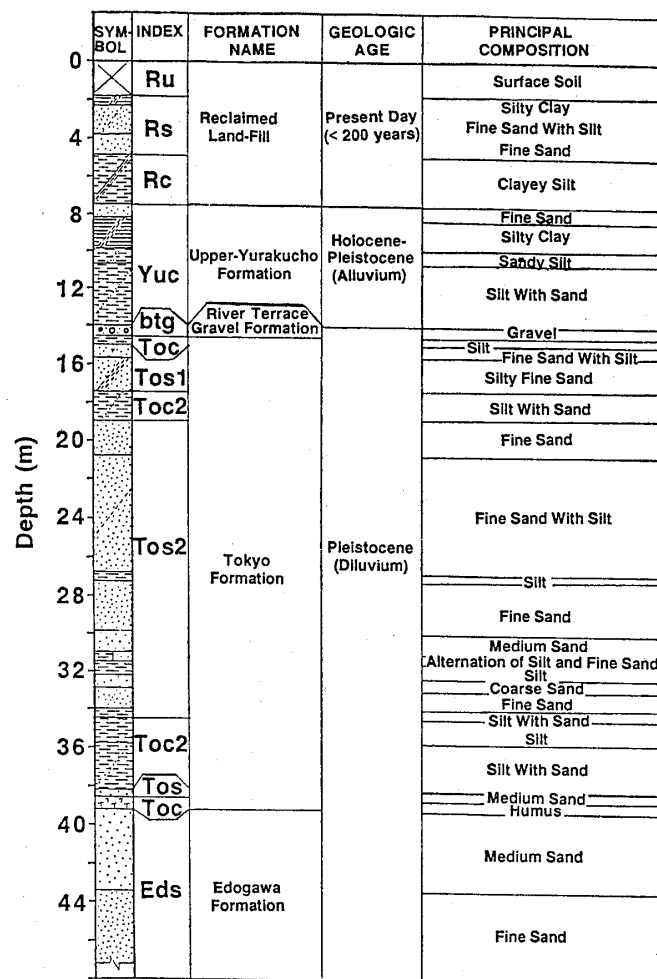 SYM-
BOL
INDEX
FORMATION
NAME
GEOLOGIC
AGE
PRINCIPAL
COMPOSITION
Depth (m)
0
4
8
12
16
20
24
28
32
36
40
44
Ru
Rs
Rc
Yuc
btg
Toc
Tos1
Toc2
Tos2
Toc2
Tos
Toc
Eds
Reclaimed
Land-Fill
Upper-Yurakucho
Formation
River Terrace
Gravel Formation
Tokyo
Formation
Edogawa
Formation
Present Day
(< 200 years)
Holocene-
Pleistocene
(Alluvium)
Pleistocene
(Diluvium)
Surface Soil
Silty Clay
Fine Sand With Silt
Fine Sand
Clayey Silt
Fine Sand
Silty Clay
Sandy Silt
Silt With Sand
Gravel
Silt
Fine Sand With Silt
Silty Fine Sand
Silt With Sand
Fine Sand
Fine Sand With Silt
Silt
Fine Sand
Medium Sand
Alternation of Silt and Fine Sand
Silt
Coarse Sand
Fine Sand
Silt With Sand
Silt
Silt With Sand
Medium Sand
Humus
Medium Sand
Fine Sand